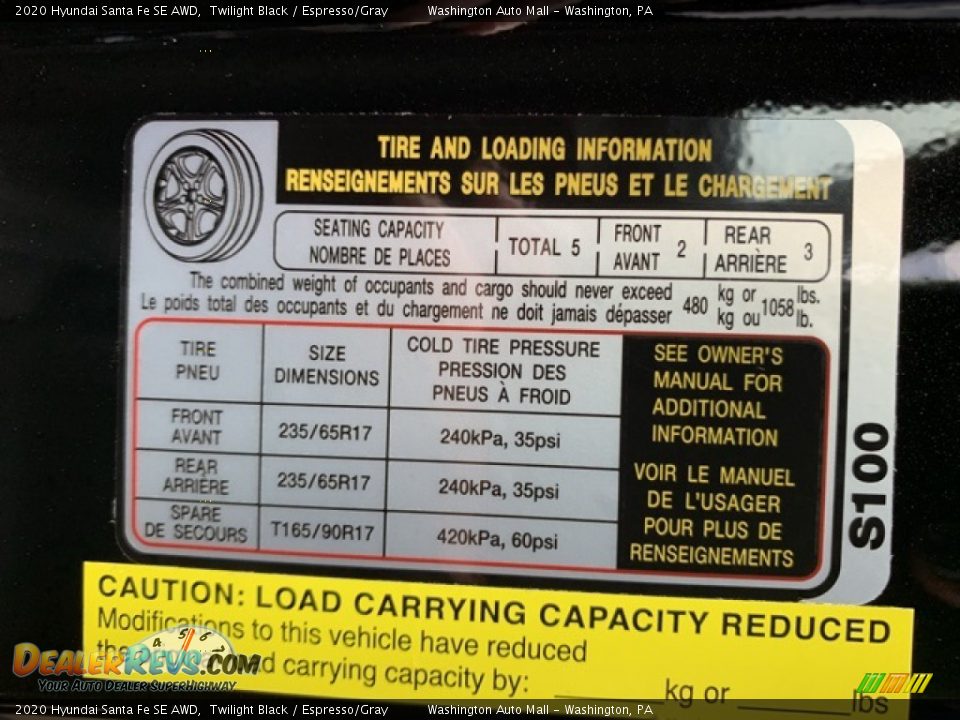 2020 Hyundai Santa Fe SE AWD,  Twilight Black / Espresso/Gray  Washington Auto Mall - Washington, PA
TIRE AND LOADING INFORMATION
RENSEIGNEMENTS SUR LES PNEUS ET LE CHARGEMENT
SEATING CAPACITY
NOMBRE DE PLACES
TOTAL 5
FRONT
AVANT
2
REAR
ARRIÈRE
3
The combined weight of occupants and cargo should never exceed 480 kg or 1058 lbs.
Le poids total des occupants et du chargement ne doit jamais dépasser kg ou lb.
TIRE
PNEU
SIZE
DIMENSIONS
COLD TIRE PRESSURE
PRESSION DES
PNEUS À FROID
FRONT
AVANT
235/65R17
240kPa, 35psi
REAR
ARRIÈRE
235/65R17
240kPa, 35psi
SPARE
DE SECOURS
T165/90R17
420kPa, 60psi
SEE OWNER'S
MANUAL FOR
ADDITIONAL
INFORMATION
VOIR LE MANUEL
DE L'USAGER
POUR PLUS DE
RENSEIGNEMENTS
S100
CAUTION: LOAD CARRYING CAPACITY REDUCED
Modifications to this vehicle have reduced
the carrying capacity by:
kg or lbs
4 5 6 7
DEALERREVS.COM
YOUR AUTO DEALER SUPERHIGHWAY
2020 Hyundai Santa Fe SE AWD,  Twilight Black / Espresso/Gray  Washington Auto Mall - Washington, PA